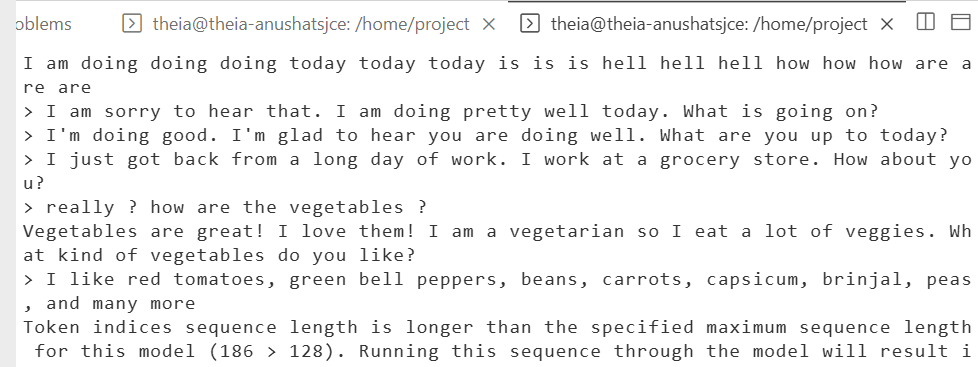 oblems theia@theia-anushatsjce: /home/project theia@theia-anushatsjce: /home/project
I am doing doing doing today today today is is is hell hell hell how how how are a
re are
> I am sorry to hear that. I am doing pretty well today. What is going on?
> I'm doing good. I'm glad to hear you are doing well. What are you up to today?
> I just got back from a long day of work. I work at a grocery store. How about yo
u?
> really ? how are the vegetables ?
Vegetables are great! I love them! I am a vegetarian so I eat a lot of veggies. Wh
at kind of vegetables do you like?
> I like red tomatoes, green bell peppers, beans, carrots, capsicum, brinjal, peas
, and many more
Token indices sequence length is longer than the specified maximum sequence length
for this model (186 > 128). Running this sequence through the model will result i